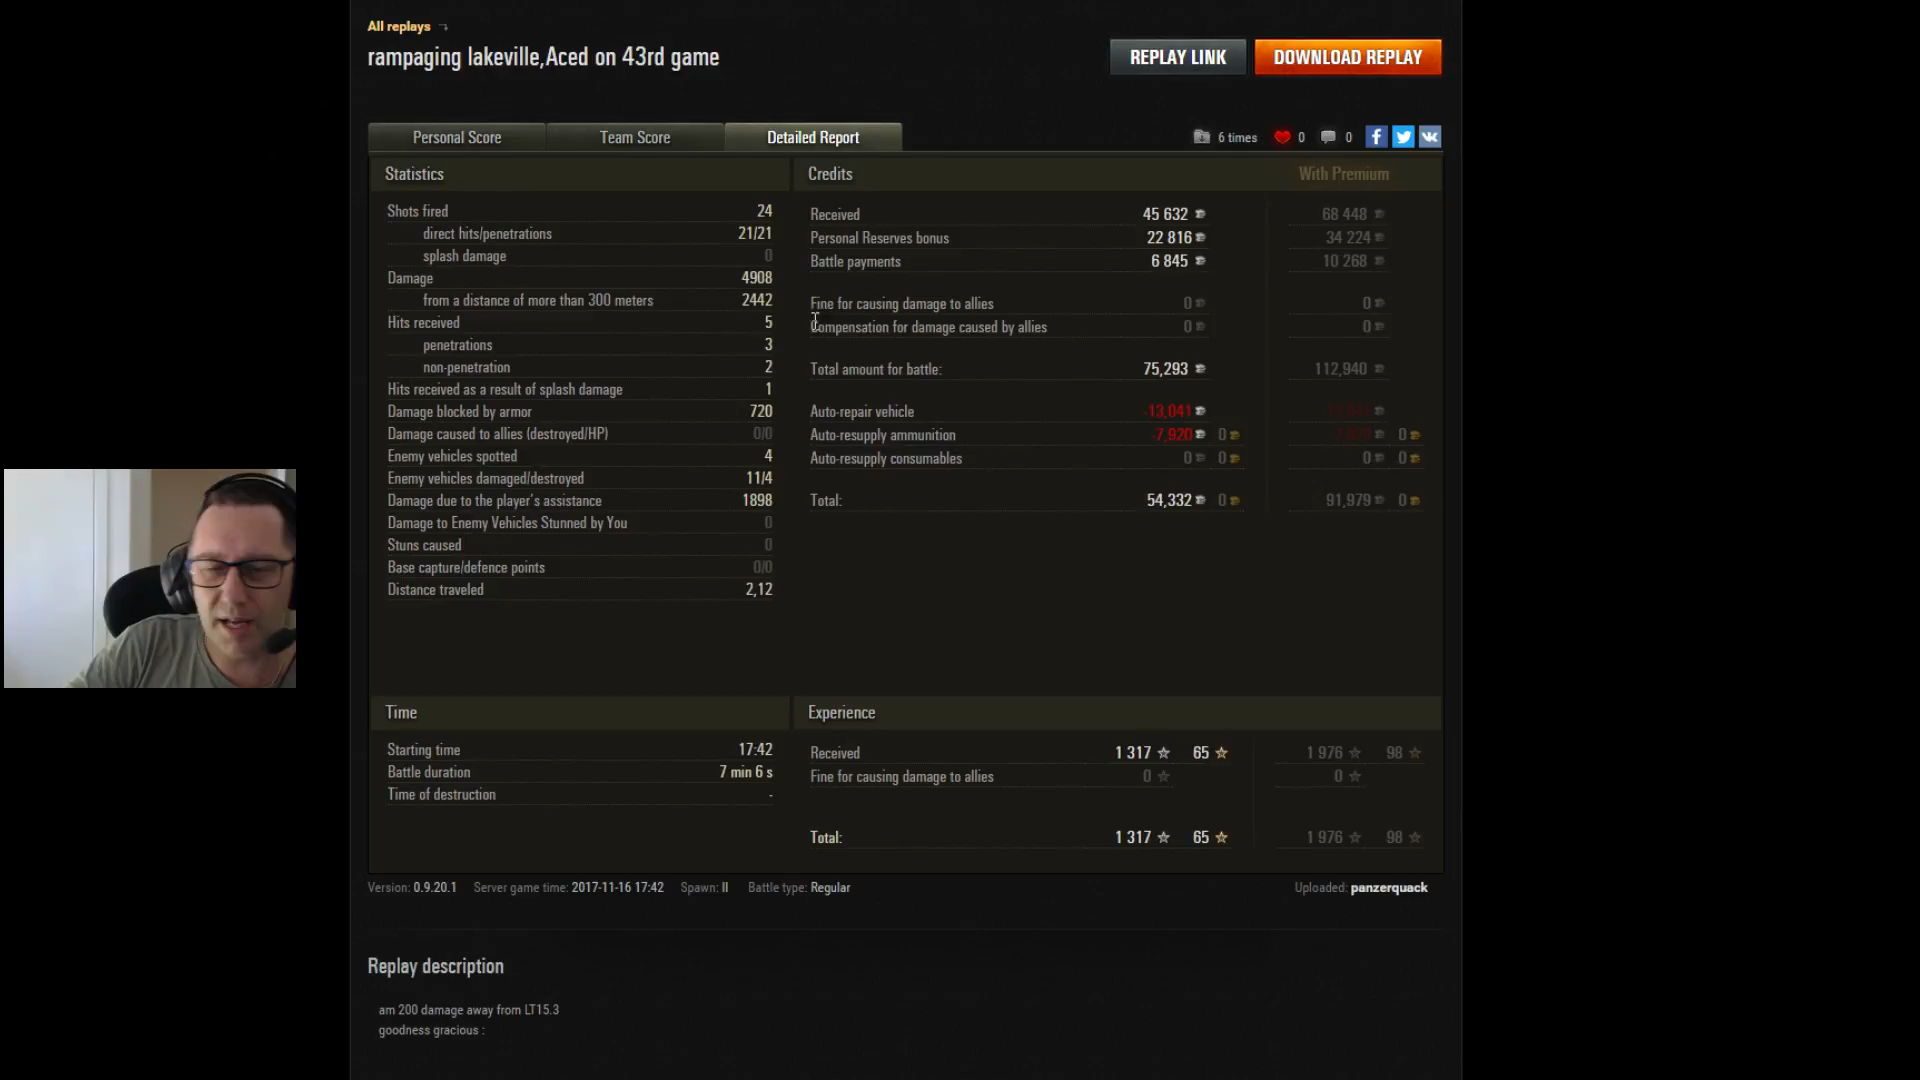 All replays
rampaging lakeville,Aced on 43rd game
REPLAY LINK
DOWNLOAD REPLAY
Personal Score
Team Score
Detailed Report
6 times
0
0
Statistics
Shots fired 24
direct hits/penetrations 21/21
splash damage 0
Damage 4908
from a distance of more than 300 meters 2442
Hits received 5
penetrations 3
non-penetration 2
Hits received as a result of splash damage 1
Damage blocked by armor 720
Damage caused to allies (destroyed/HP) 0/0
Enemy vehicles spotted 4
Enemy vehicles damaged/destroyed 11/4
Damage due to the player's assistance 1898
Damage to Enemy Vehicles Stunned by You 0
Stuns caused 0
Base capture/defence points 0/0
Distance traveled 2,12
Credits With Premium
Received 45 632 68 448
Personal Reserves bonus 22 816 34 224
Battle payments 6 845 10 268
Fine for causing damage to allies 0 0
Compensation for damage caused by allies 0 0
Total amount for battle: 75,293 112,940
Auto-repair vehicle -13,041
Auto-resupply ammunition -7,920 0 0
Auto-resupply consumables 0 0 0 0
Total: 54,332 0 91,979 0
Time
Starting time 17:42
Battle duration 7 min 6 s
Time of destruction -
Experience
Received 1 317 65 1 976 98
Fine for causing damage to allies 0 0
Total: 1 317 65 1 976 98
Version: 0.9.20.1 Server game time: 2017-11-16 17:42 Spawn: II Battle type: Regular
Uploaded: panzerquack
Replay description
am 200 damage away from LT15.3
goodness gracious :